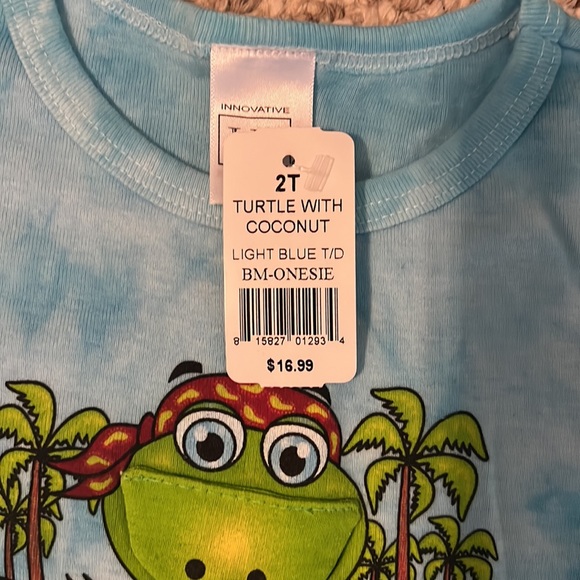 INNOVATIVE
2T
TURTLE WITH
COCONUT
LIGHT BLUE T/D
BM-ONESIE
8 15827 01293 4
$16.99